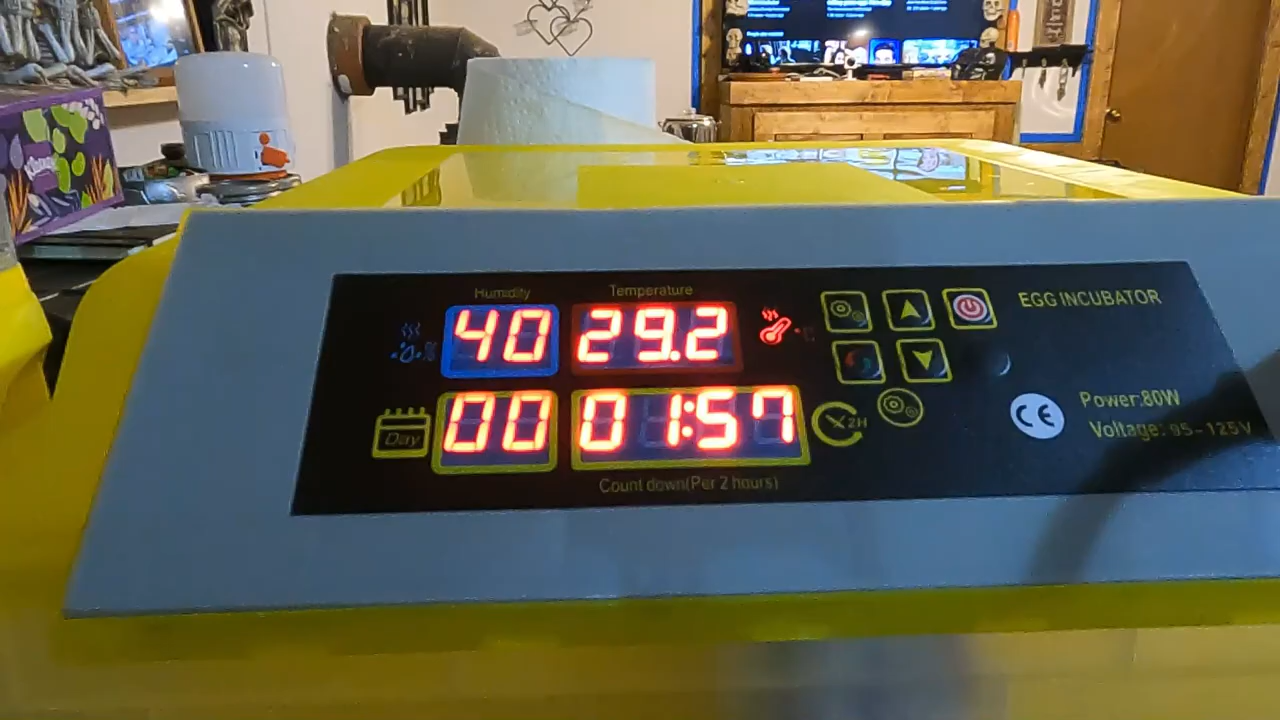 Humidity Temperature
40 29.2
EGG INCUBATOR
Day 00 01:57 2H
Power:80W
Voltage: 95-125V
Count down(Per 2 hours)
CE